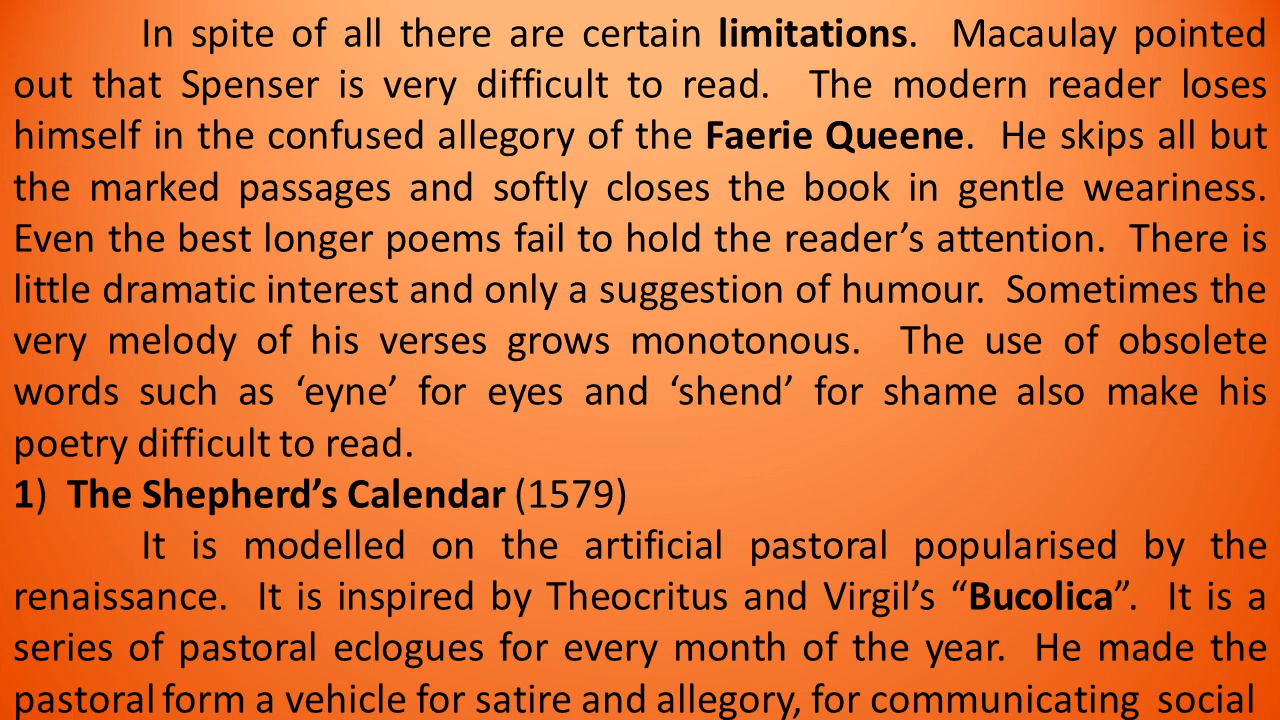 In spite of all there are certain limitations. Macaulay pointed
out that Spenser is very difficult to read. The modern reader loses
himself in the confused allegory of the Faerie Queene. He skips all but
the marked passages and softly closes the book in gentle weariness.
Even the best longer poems fail to hold the reader’s attention. There is
little dramatic interest and only a suggestion of humour. Sometimes the
very melody of his verses grows monotonous. The use of obsolete
words such as ‘eyne’ for eyes and ‘shend’ for shame also make his
poetry difficult to read.
1) The Shepherd’s Calendar (1579)
It is modelled on the artificial pastoral popularised by the
renaissance. It is inspired by Theocritus and Virgil’s “Bucolica”. It is a
series of pastoral eclogues for every month of the year. He made the
pastoral form a vehicle for satire and allegory, for communicating social